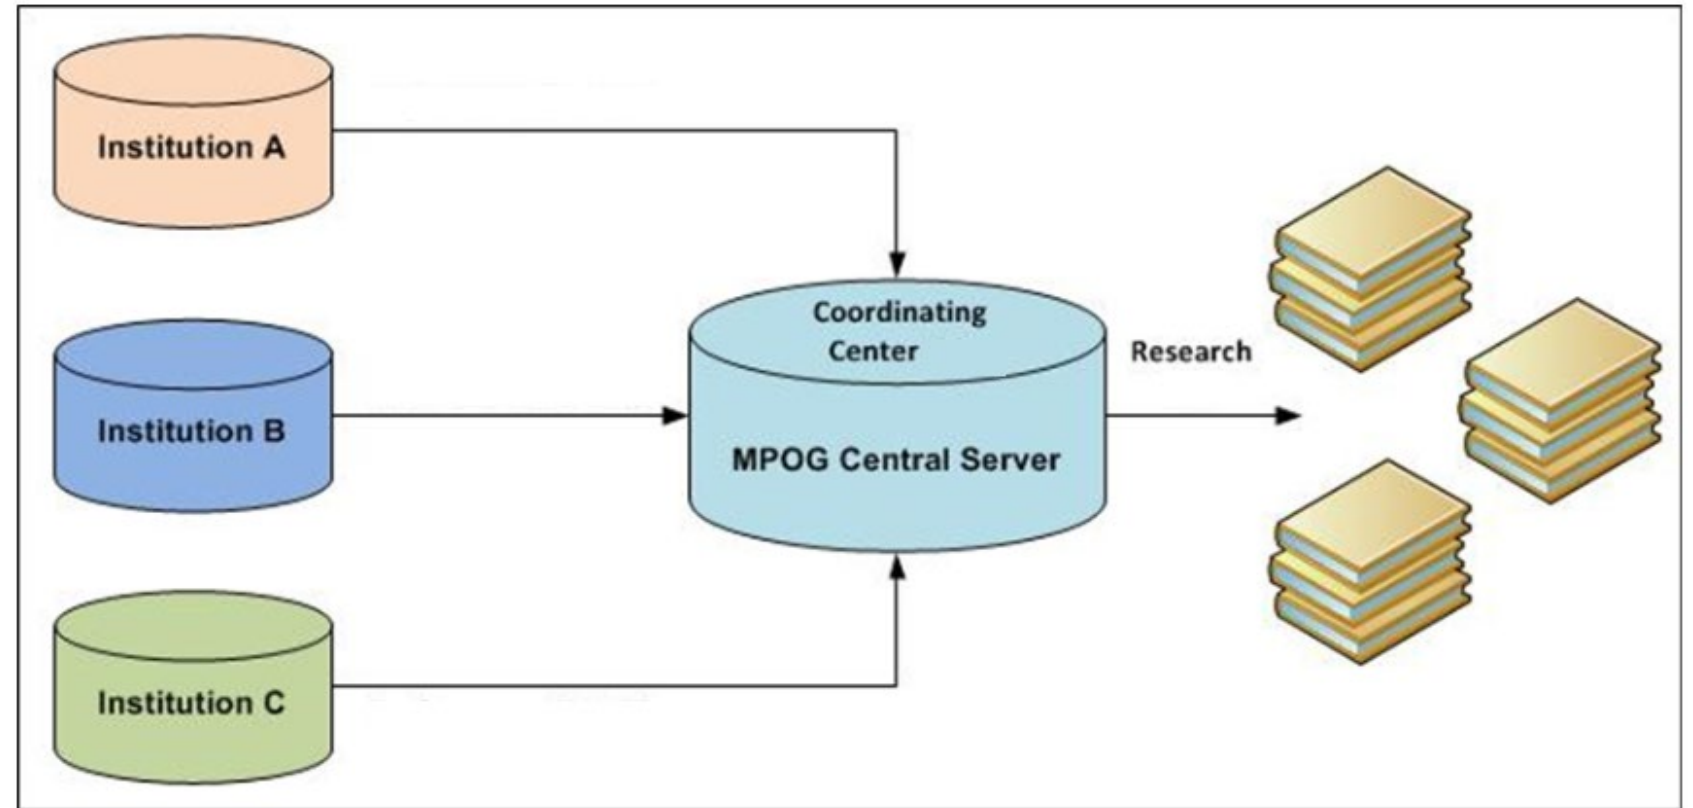 Institution A
Coordinating
Center
Research
Institution B
MPOG Central Server
Institution C